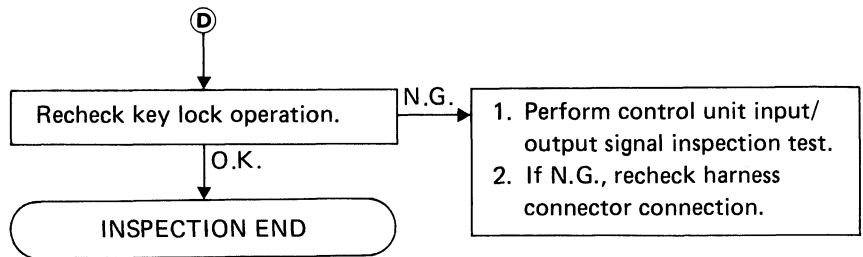 D
Recheck key lock operation.
N.G.
1. Perform control unit input/
output signal inspection test.
2. If N.G., recheck harness
connector connection.
O.K.
INSPECTION END